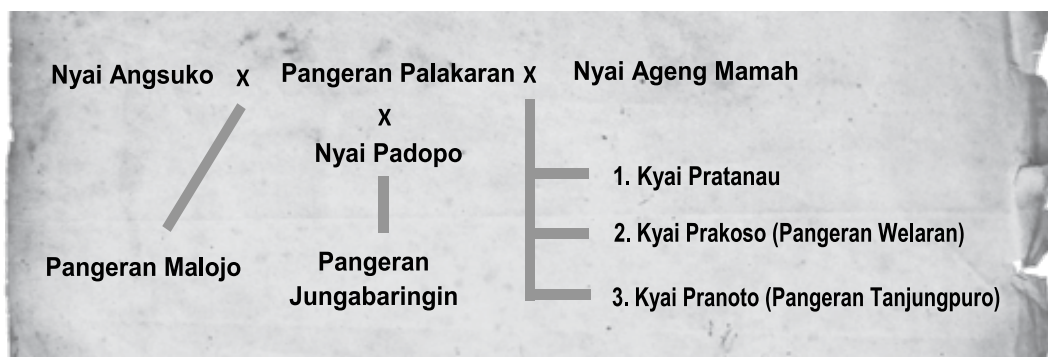 Nyai Angsuko x Pangeran Palakaran x Nyai Ageng Mamah
x
Nyai Padopo
1. Kyai Pratanau
2. Kyai Prakoso (Pangeran Welaran)
Pangeran Malojo
Pangeran
Jungabaringin
3. Kyai Pranoto (Pangeran Tanjungpuro)